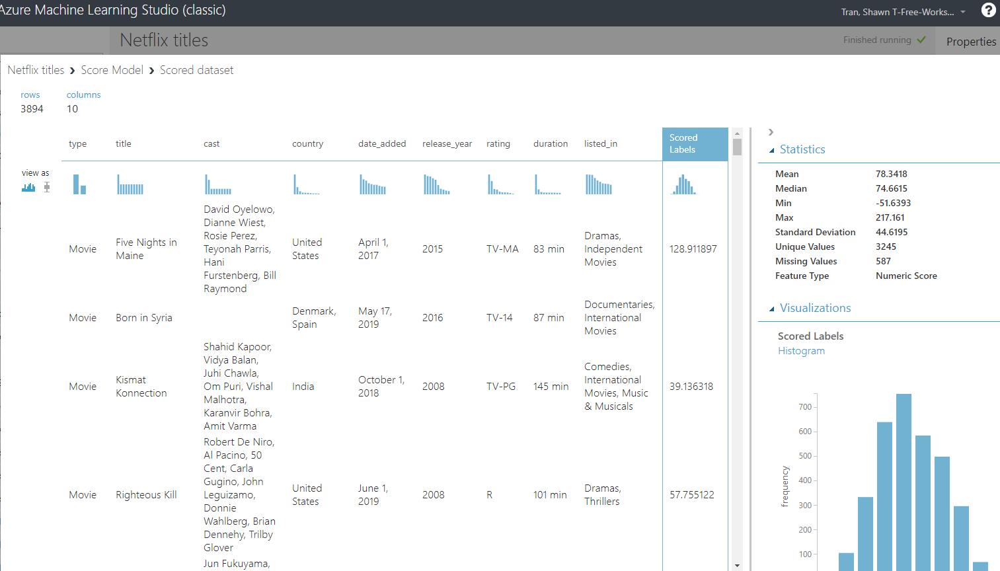 Azure Machine Learning Studio (classic)
Tran, Shawn T-Free-Works...
?
Netflix titles
Finished running
Properties
Netflix titles > Score Model > Scored dataset
rows
columns
3894
10
type
title
cast
country
date_added
release_year
rating
duration
listed_in
Scored
Labels
view as
Movie
Five Nights in
Maine
David Oyelowo,
Dianne Wiest,
Rosie Perez,
Teyonah Parris,
Hani
Furstenberg, Bill
Raymond
United
States
April 1,
2017
2015
TV-MA
83 min
Dramas,
Independent
Movies
128.911897
Movie
Born in Syria
Denmark,
Spain
May 17,
2019
2016
TV-14
87 min
Documentaries,
International
Movies
Movie
Kismat
Konnection
Shahid Kapoor,
Vidya Balan,
Juhi Chawla,
Om Puri, Vishal
Malhotra,
Karanvir Bohra,
Amit Varma
India
October 1,
2018
2008
TV-PG
145 min
Comedies,
International
Movies, Music
& Musicals
39.136318
Movie
Righteous Kill
Robert De Niro,
Al Pacino, 50
Cent, Carla
Gugino, John
Leguizamo,
Donnie
Wahlberg, Brian
Dennehy, Trilby
Glover
United
States
June 1,
2019
2008
R
101 min
Dramas,
Thrillers
57.755122
Jun Fukuyama,
Statistics
Mean 78.3418
Median 74.6615
Min -51.6393
Max 217.161
Standard Deviation 44.6195
Unique Values 3245
Missing Values 587
Feature Type Numeric Score
Visualizations
Scored Labels
Histogram
frequency
700
600
500
400
300
200
100